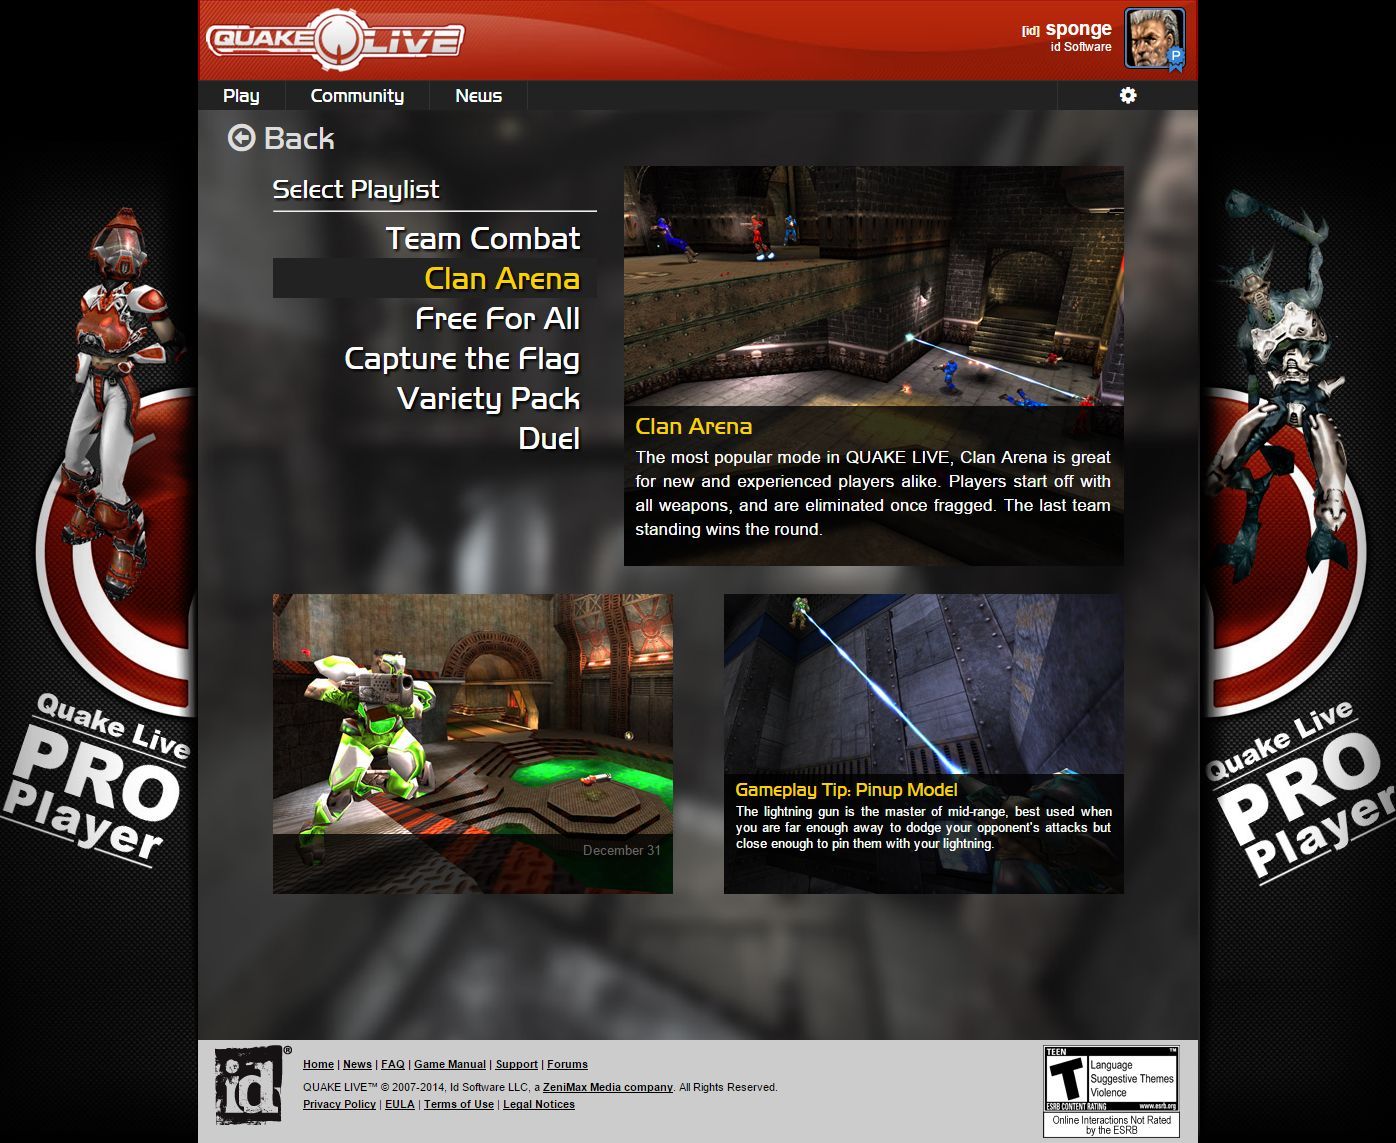 QUAKE LIVE
[id] sponge
id Software
P
Play
Community
News
Back
Select Playlist
Team Combat
Clan Arena
Free For All
Capture the Flag
Variety Pack
Duel
Clan Arena
The most popular mode in QUAKE LIVE, Clan Arena is great
for new and experienced players alike. Players start off with
all weapons, and are eliminated once fragged. The last team
standing wins the round.
December 31
Gameplay Tip: Pinup Model
The lightning gun is the master of mid-range, best used when
you are far enough away to dodge your opponent's attacks but
close enough to pin them with your lightning.
Quake Live
PRO
Player
Quake Live
PRO
Player
id ®
Home | News | FAQ | Game Manual | Support | Forums
QUAKE LIVE™ © 2007-2014, Id Software LLC, a ZeniMax Media company. All Rights Reserved.
Privacy Policy | EULA | Terms of Use | Legal Notices
TEEN ™
T
Language
Suggestive Themes
Violence
ESRB CONTENT RATING www.esrb.org
Online Interactions Not Rated
by the ESRB